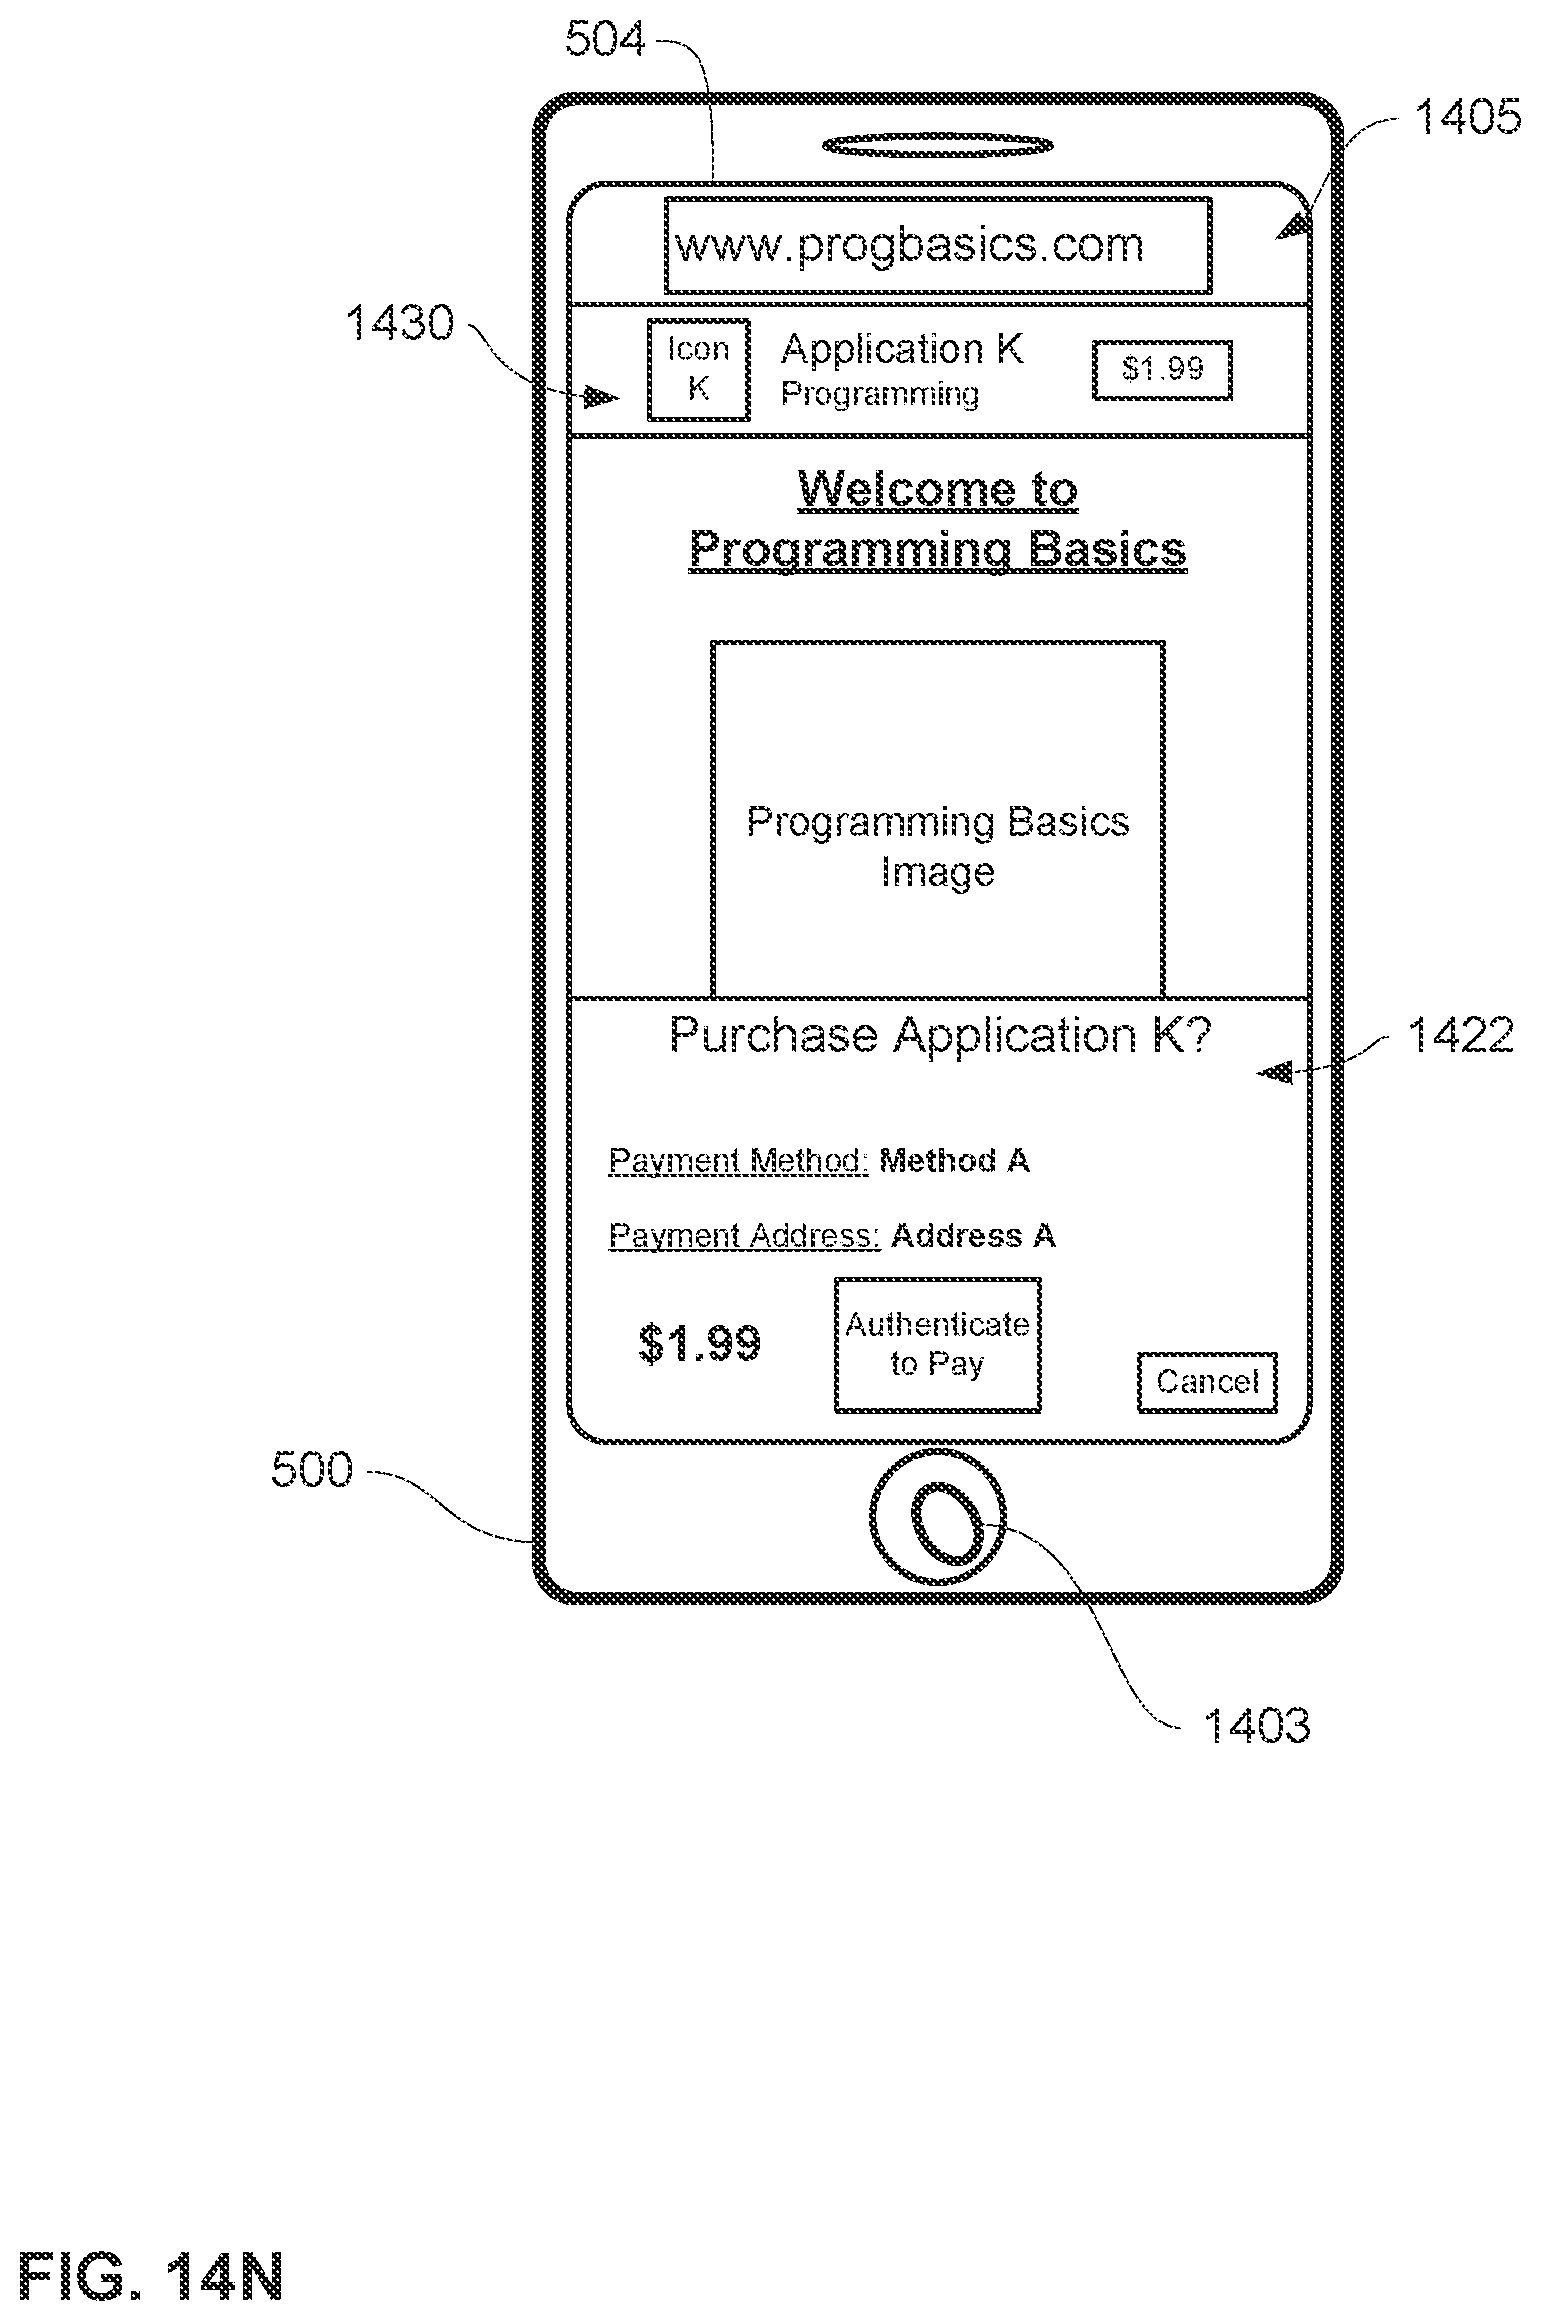 504
1405
www.progbasics.com
1430
Icon
K
Application K
Programming
$1.99
Welcome to
Programming Basics
Programming Basics
Image
Purchase Application K?
1422
Payment Method: Method A
Payment Address: Address A
$1.99
Authenticate
to Pay
Cancel
500
1403
FIG. 14N